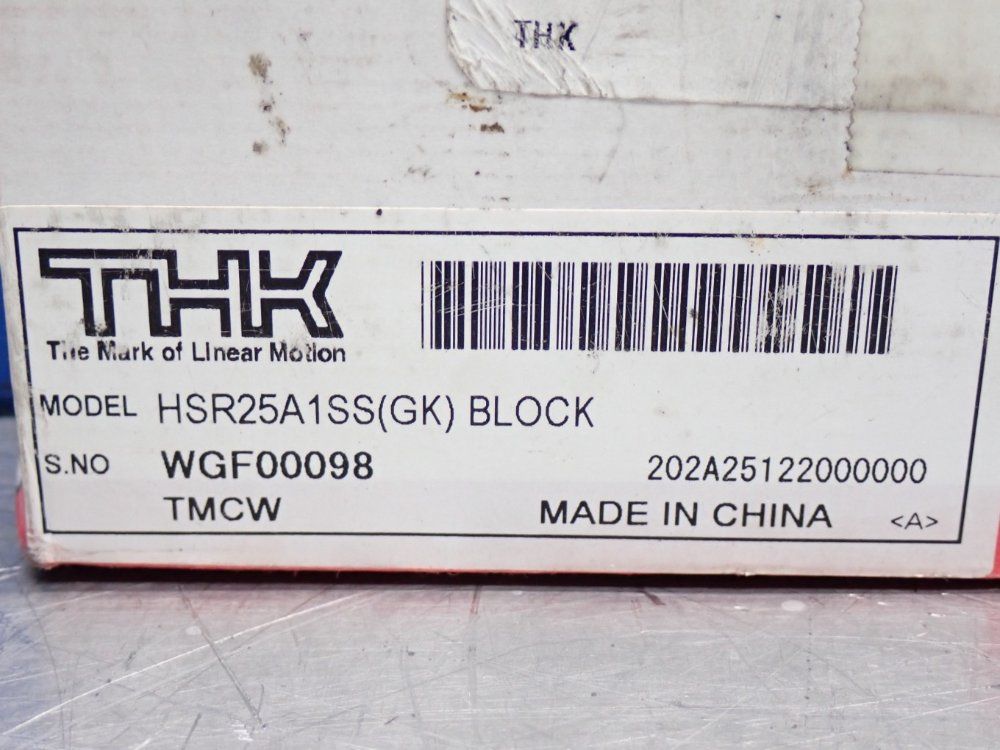 THK
THK
The Mark of Linear Motion
MODEL HSR25A1SS(GK) BLOCK
S.NO WGF00098 202A25122000000
TMCW MADE IN CHINA <A>